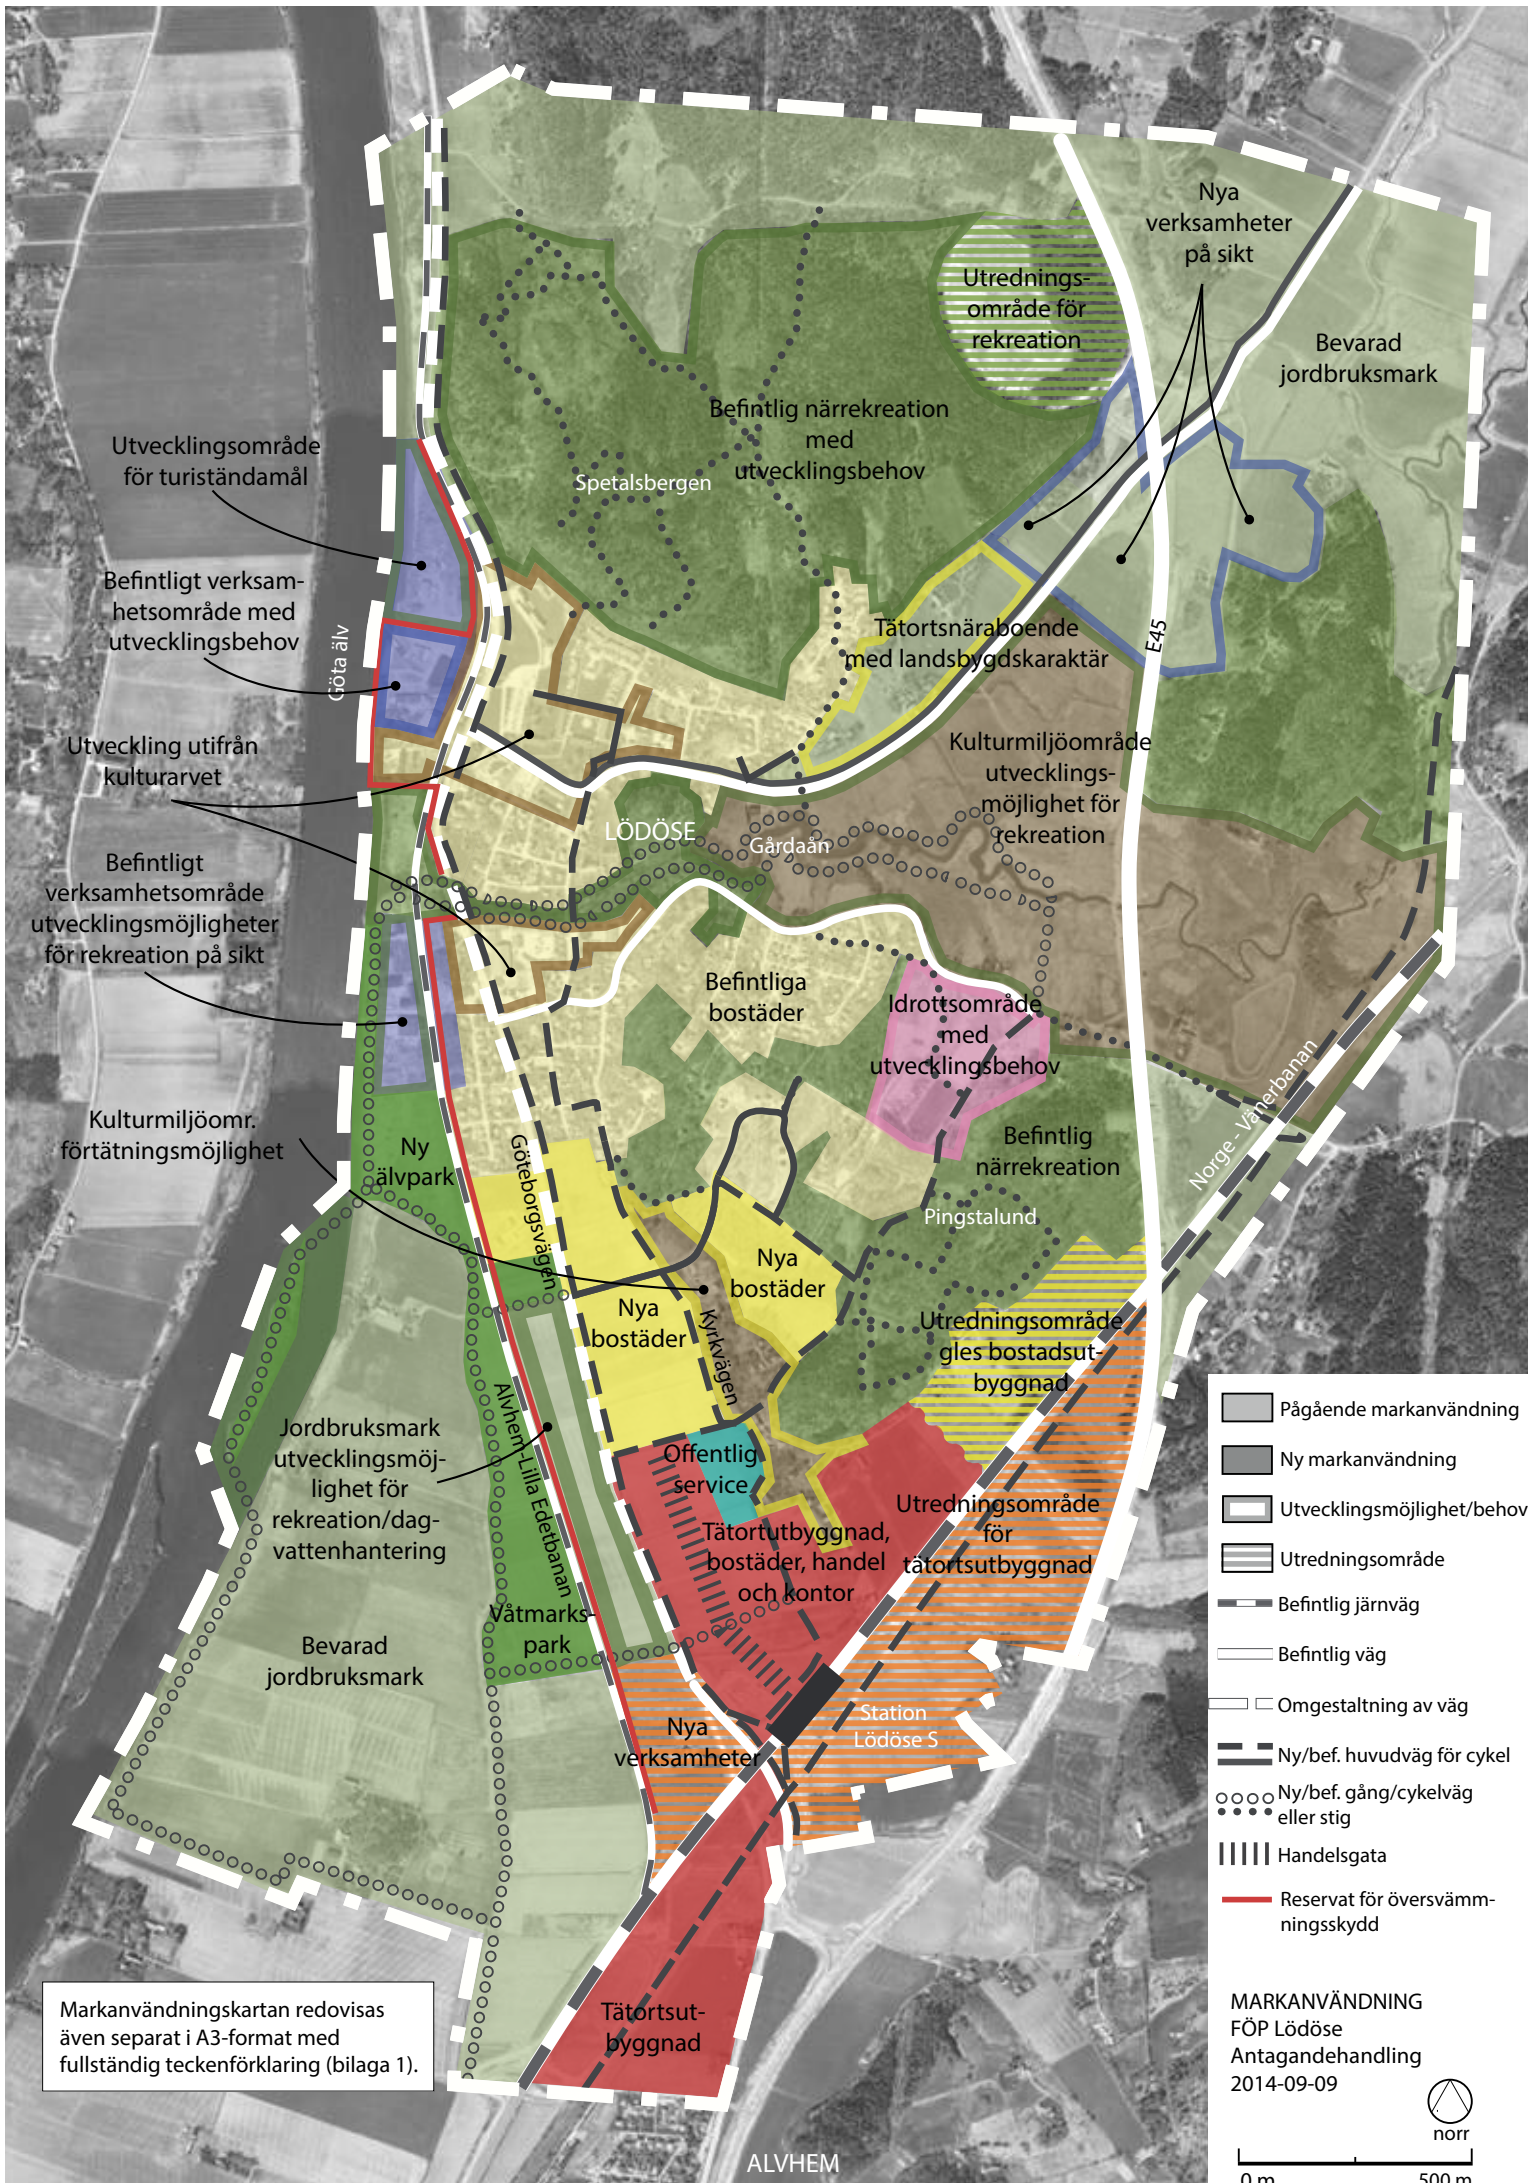 Nya
verksamheter
på sikt
Utrednings-
område för
rekreation
Bevarad
jordbruksmark
Befintlig närrekreation
med
utvecklingsbehov
Spetalsbergen
Utvecklingsområde
för turiständamål
Befintligt verksam-
hetsområde med
utvecklingsbehov
Göta älv
Tätortsnäraboende
med landsbygdskaraktär
E45
Utveckling utifrån
kulturarvet
Kulturmiljöområde
utvecklings-
möjlighet för
rekreation
LÖDÖSE
Gårdaån
Befintligt
verksamhetsområde
utvecklingsmöjligheter
för rekreation på sikt
Befintliga
bostäder
Idrottsområde
med
utvecklingsbehov
Norge - Vänerbanan
Kulturmiljöomr.
förtätningsmöjlighet
Ny
älvpark
Göteborgsvägen
Befintlig
närrekreation
Pingstalund
Nya
bostäder
Nya
bostäder
Kyrkvägen
Utredningsområde
gles bostadsut-
byggnad
Alvhem-Lilla Edetbanan
Jordbruksmark
utvecklingsmöj-
lighet för
rekreation/dag-
vattenhantering
Offentlig
service
Utredningsområde
för
tätortsutbyggnad
Tätortutbyggnad,
bostäder, handel
och kontor
Våtmarks-
park
Bevarad
jordbruksmark
Station
Lödöse S
Nya
verksamheter
Tätortsut-
byggnad
ALVHEM
Markanvändningskartan redovisas
även separat i A3-format med
fullständig teckenförklaring (bilaga 1).
Pågående markanvändning
Ny markanvändning
Utvecklingsmöjlighet/behov
Utredningsområde
Befintlig järnväg
Befintlig väg
Omgestaltning av väg
Ny/bef. huvudväg för cykel
Ny/bef. gång/cykelväg
eller stig
Handelsgata
Reservat för översvämm-
ningsskydd
MARKANVÄNDNING
FÖP Lödöse
Antagandehandling
2014-09-09
norr
0 m 500 m